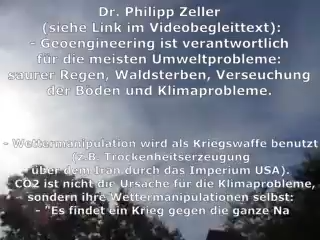 Dr. Philipp Zeller
(siehe Link im Videobegleittext):
- Geoengineering ist verantwortlich
für die meisten Umweltprobleme:
saurer Regen, Waldsterben, Verseuchung
der Böden und Klimaprobleme.
- Wettermanipulation wird als Kriegswaffe benutzt
(z.B. Trockenheitserzeugung
über dem Iran durch das Imperium USA).
CO2 ist nicht die Ursache für die Klimaprobleme,
sondern ihre Wettermanipulationen selbst:
- "Es findet ein Krieg gegen die ganze Na